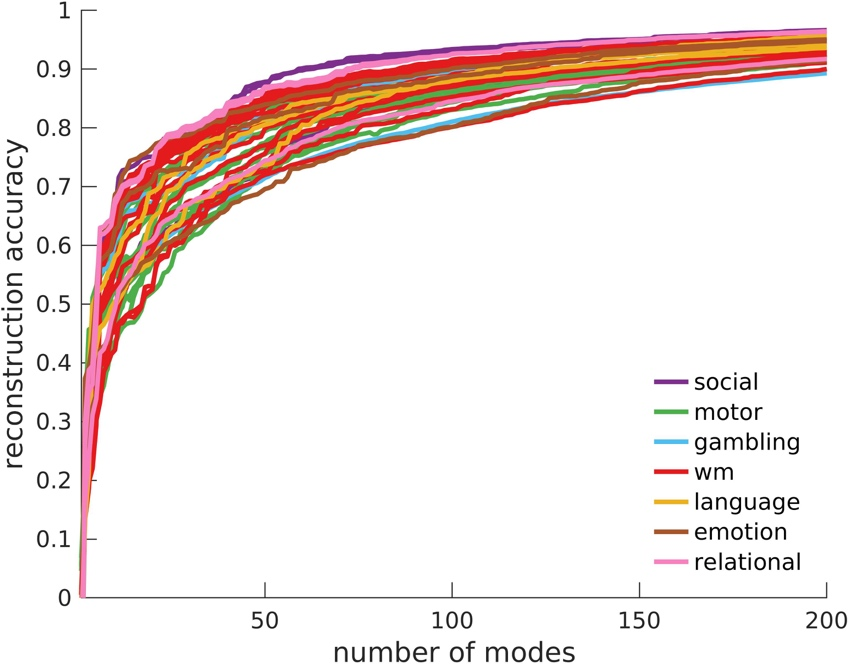 1
0.9
0.8
0.7
0.6
0.5
0.4
0.3
0.2
0.1
0
reconstruction accuracy
social
motor
gambling
wm
language
emotion
relational
50 100 150 200
number of modes